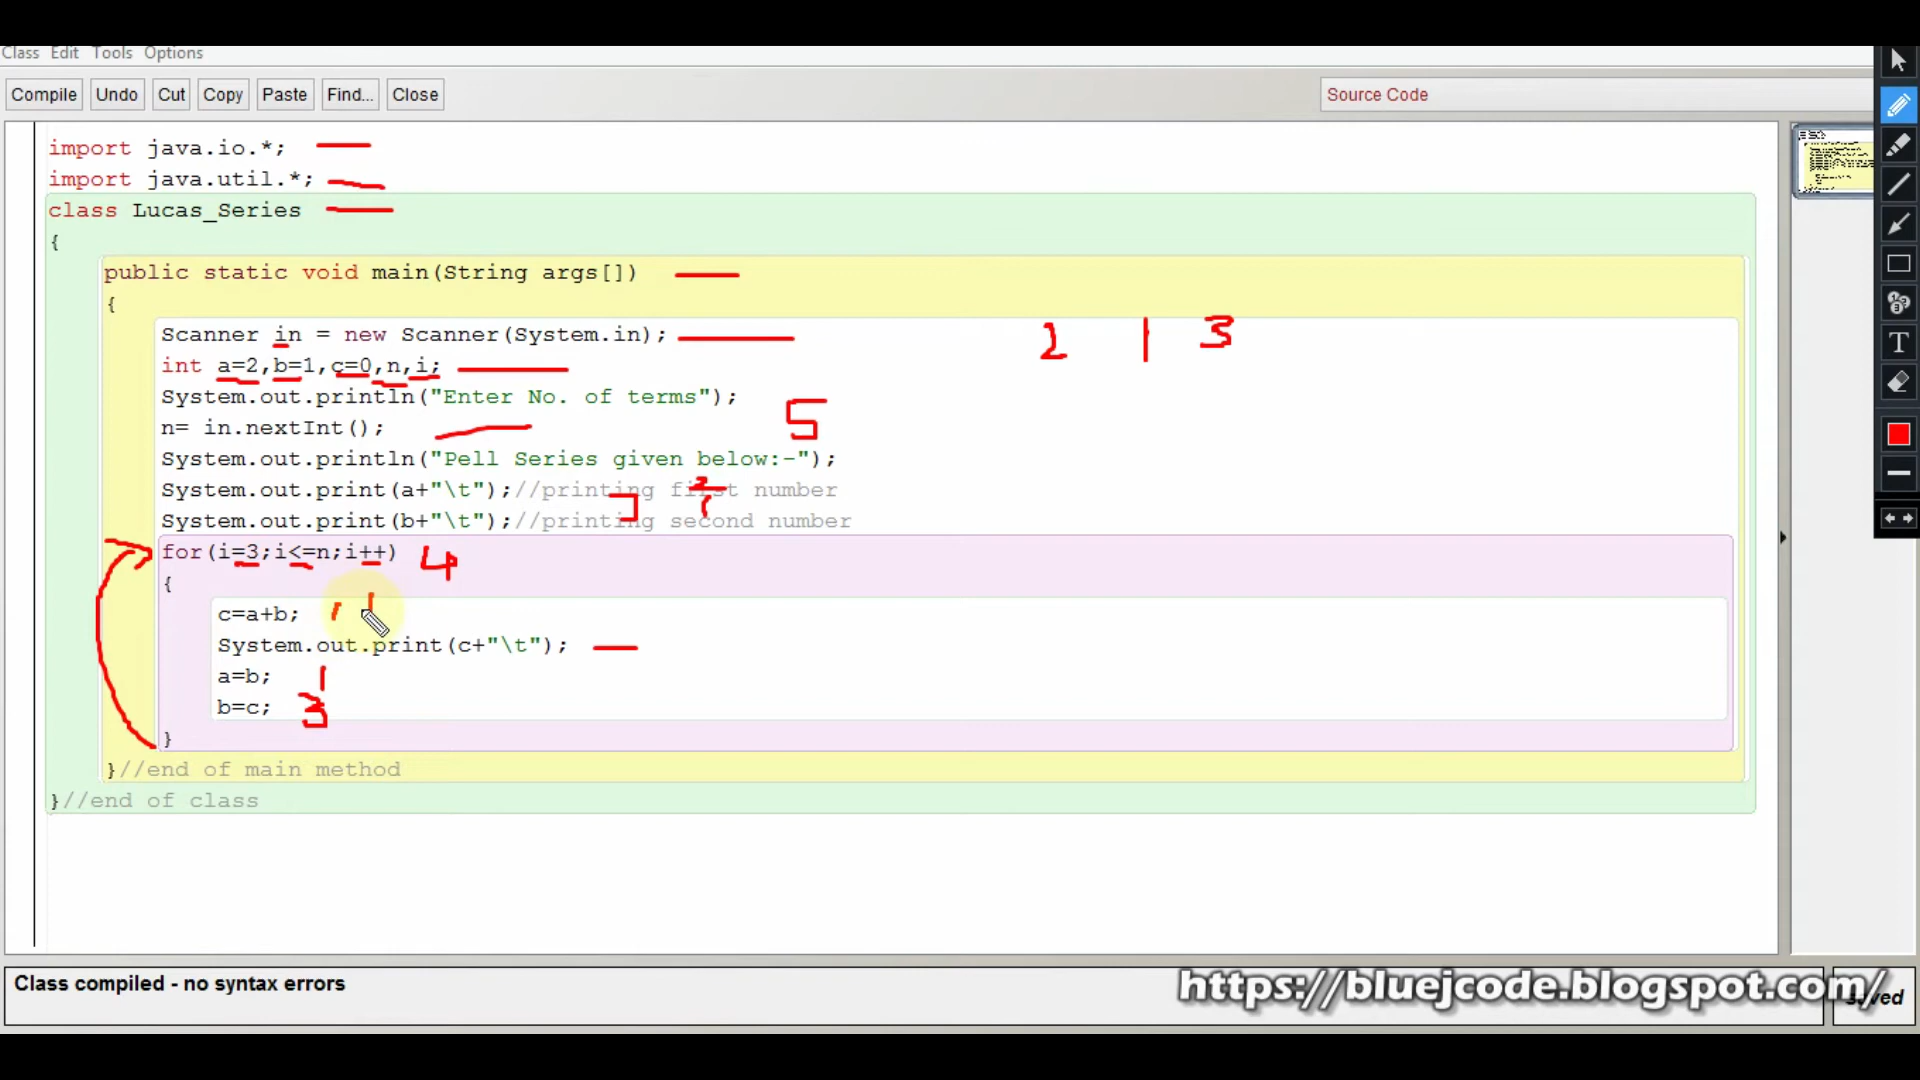 Class Edit Tools Options
Compile Undo Cut Copy Paste Find... Close Source Code
import java.io.*;
import java.util.*;
class Lucas_Series
{
public static void main(String args[])
{
Scanner in = new Scanner(System.in); 2 1 3
int a=2,b=1,c=0,n,i;
System.out.println("Enter No. of terms");
n= in.nextInt(); 5
System.out.println("Pell Series given below:-");
System.out.print(a+"\t");//printing first number
System.out.print(b+"\t");//printing second number
for(i=3;i<=n;i++) 4
{
c=a+b; 1
System.out.print(c+"\t");
a=b; 1
b=c; 3
}
}//end of main method
}//end of class
Class compiled - no syntax errors
https://bluejcode.blogspot.com/